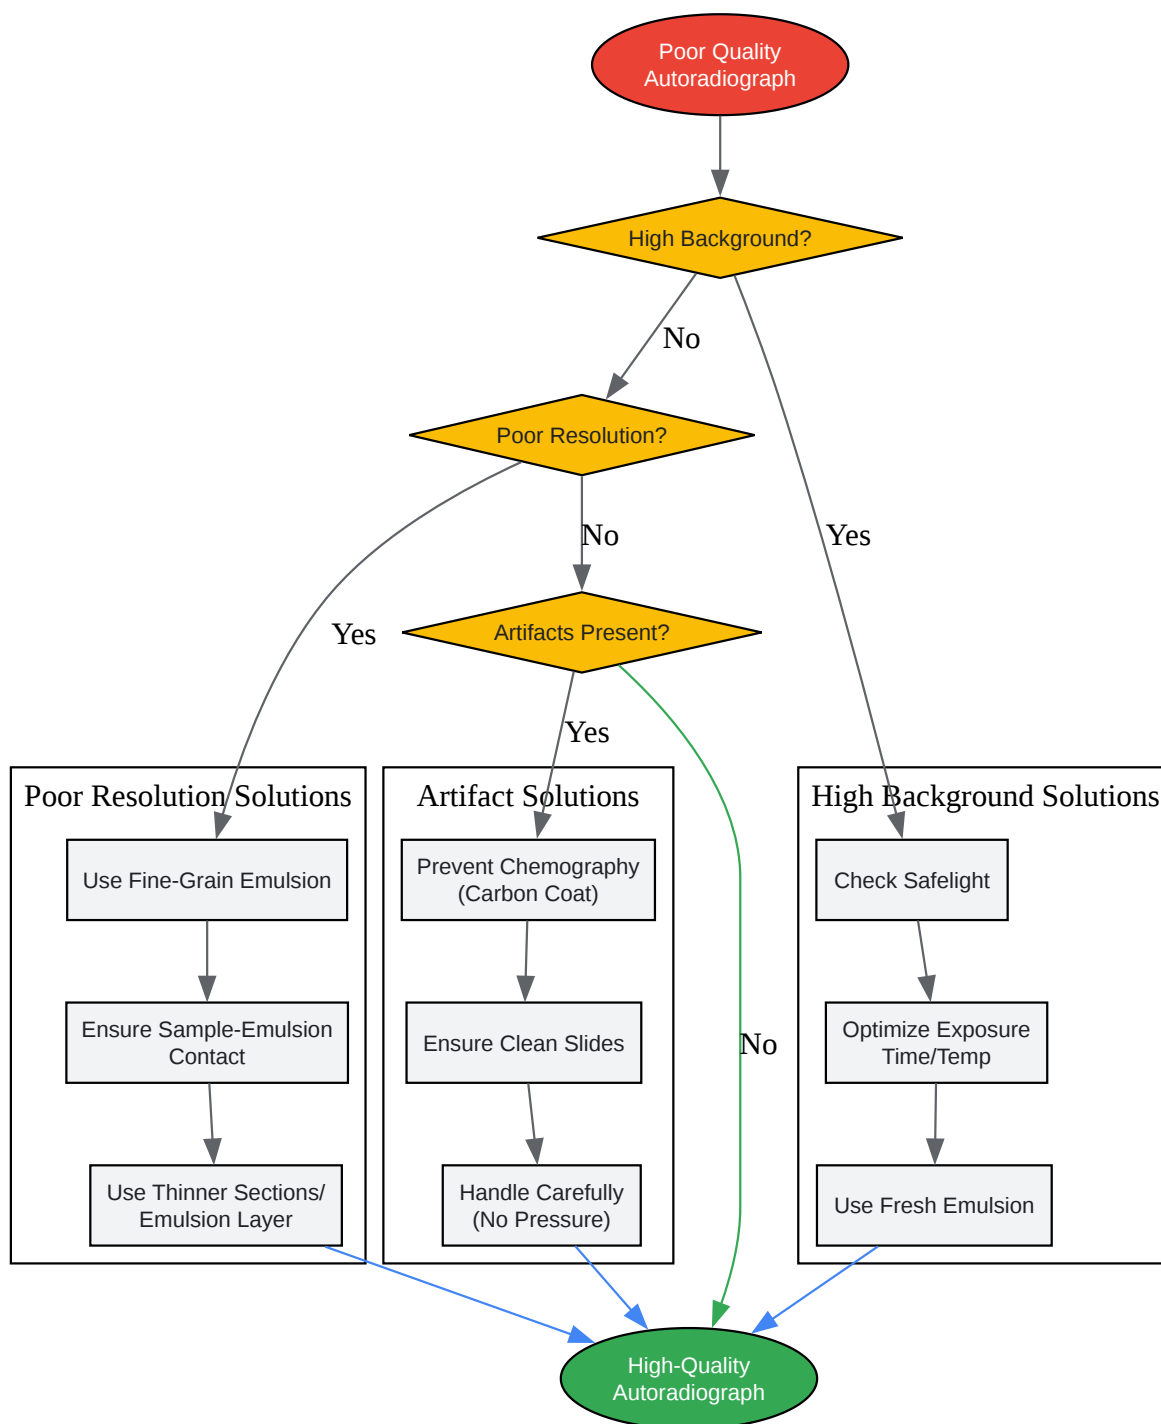 Poor Quality
Autoradiograph
High Background?
No
Poor Resolution?
No
Yes
Artifacts Present?
Yes
Yes
Poor Resolution Solutions
Use Fine-Grain Emulsion
Ensure Sample-Emulsion
Contact
Use Thinner Sections/
Emulsion Layer
Artifact Solutions
Prevent Chemography
(Carbon Coat)
Ensure Clean Slides
Handle Carefully
(No Pressure)
No
High Background Solutions
Check Safelight
Optimize Exposure
Time/Temp
Use Fresh Emulsion
High-Quality
Autoradiograph